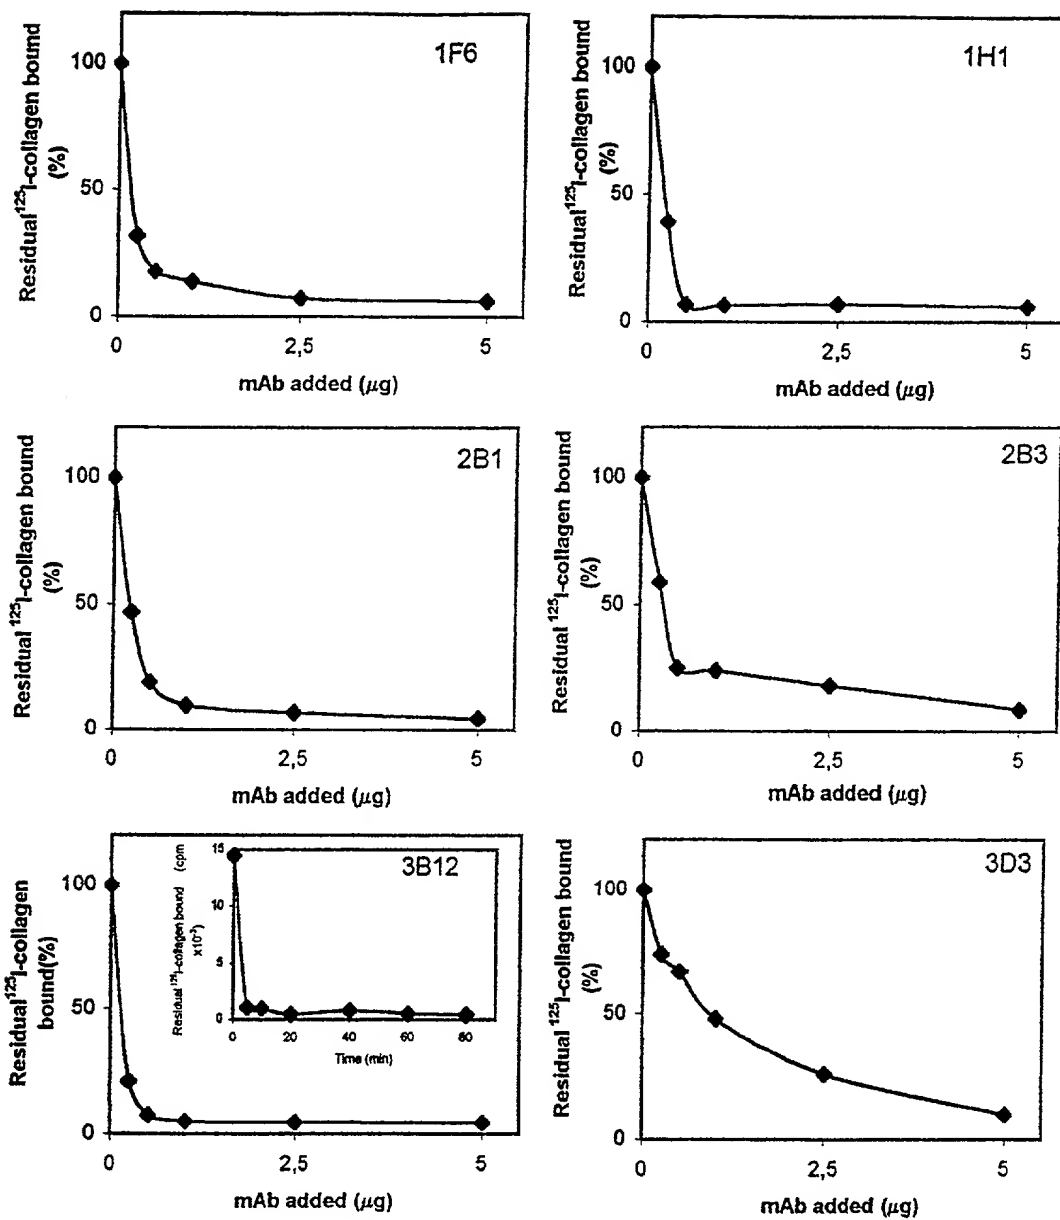 1F6
Residual ¹²⁵I-collagen bound
(%)
100
50
0
0 2,5 5
mAb added (µg)
1H1
Residual ¹²⁵I-collagen bound
(%)
100
50
0
0 2,5 5
mAb added (µg)
2B1
Residual ¹²⁵I-collagen bound
(%)
100
50
0
0 2,5 5
mAb added (µg)
2B3
Residual ¹²⁵I-collagen bound
(%)
100
50
0
0 2,5 5
mAb added (µg)
3B12
Residual ¹²⁵I-collagen
bound(%)
100
50
0
0 2,5 5
mAb added (µg)
Residual ¹²⁵I-collagen bound (cpm
15
10
5
0
0 20 40 60 80
Time (min)
3D3
Residual ¹²⁵I-collagen bound
(%)
100
50
0
0 2,5 5
mAb added (µg)